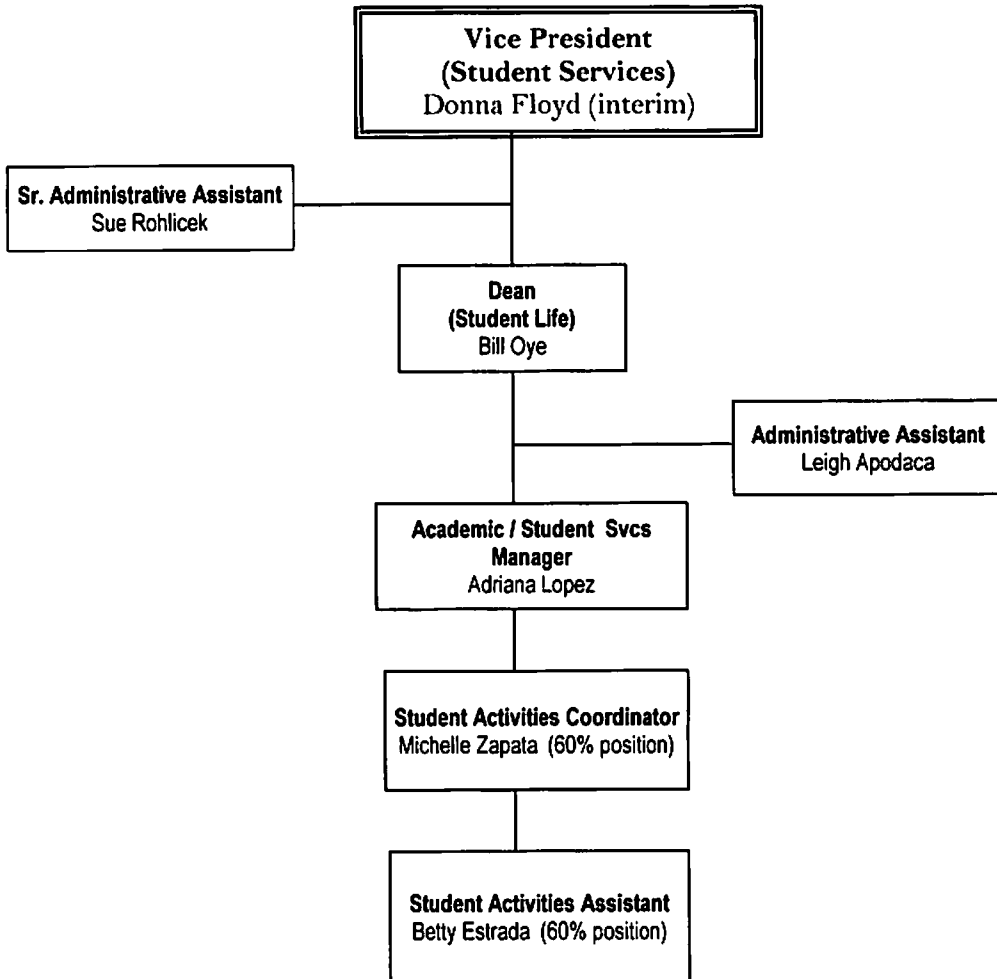 Vice President
(Student Services)
Donna Floyd (interim)
Sr. Administrative Assistant
Sue Rohlicek
Dean
(Student Life)
Bill Oye
Administrative Assistant
Leigh Apodaca
Academic / Student Svcs
Manager
Adriana Lopez
Student Activities Coordinator
Michelle Zapata (60% position)
Student Activities Assistant
Betty Estrada (60% position)